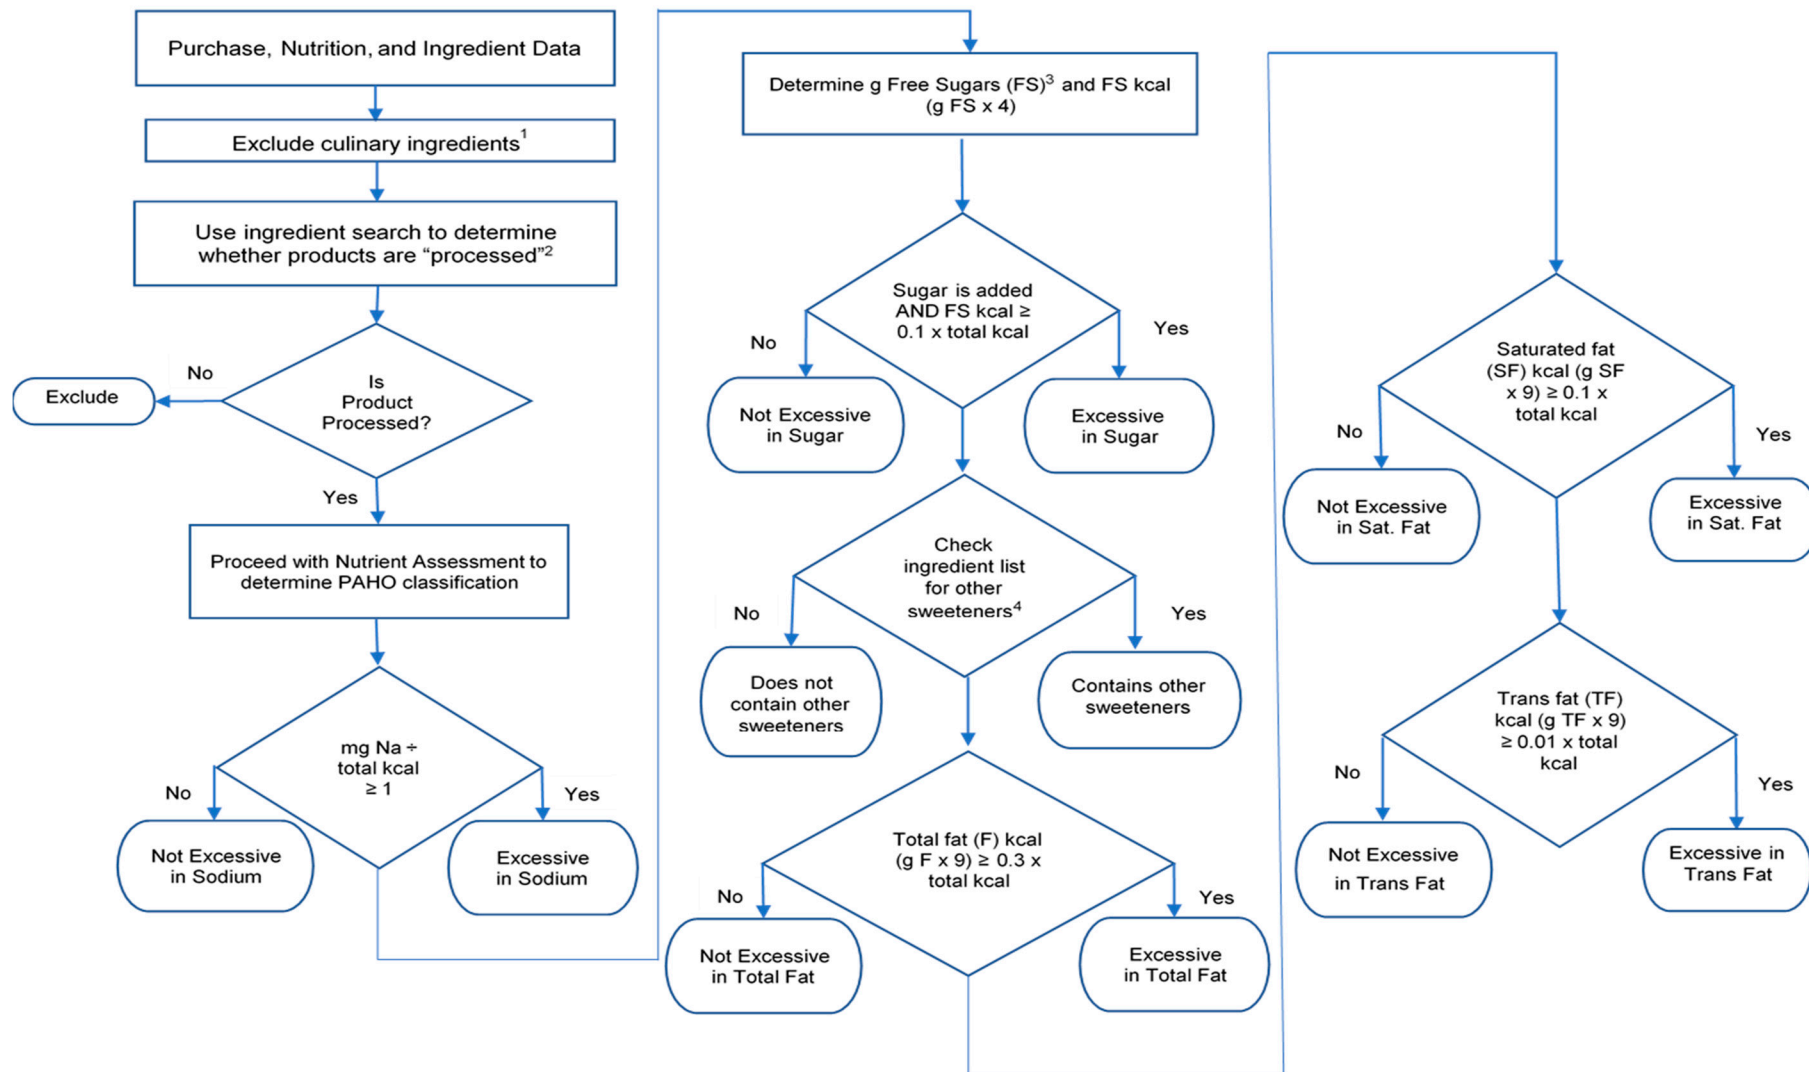 Purchase, Nutrition, and Ingredient Data
Exclude culinary ingredients1
Use ingredient search to determine
whether products are “processed”2
Is
Product
Processed?
No
Exclude
Yes
Proceed with Nutrient Assessment to
determine PAHO classification
mg Na ÷
total kcal
≥ 1
No
Yes
Not Excessive
in Sodium
Excessive
in Sodium
Determine g Free Sugars (FS)3 and FS kcal
(g FS x 4)
Sugar is added
AND FS kcal ≥
0.1 x total kcal
No
Yes
Not Excessive
in Sugar
Excessive
in Sugar
Check
ingredient list
for other
sweeteners4
No
Yes
Does not
contain other
sweeteners
Contains other
sweeteners
Total fat (F) kcal
(g F x 9) ≥ 0.3 x
total kcal
No
Yes
Not Excessive
in Total Fat
Excessive
in Total Fat
Saturated fat
(SF) kcal (g SF
x 9) ≥ 0.1 x
total kcal
No
Yes
Not Excessive
in Sat. Fat
Excessive
in Sat. Fat
Trans fat (TF)
kcal (g TF x 9)
≥ 0.01 x total
kcal
No
Yes
Not Excessive
in Trans Fat
Excessive in
Trans Fat